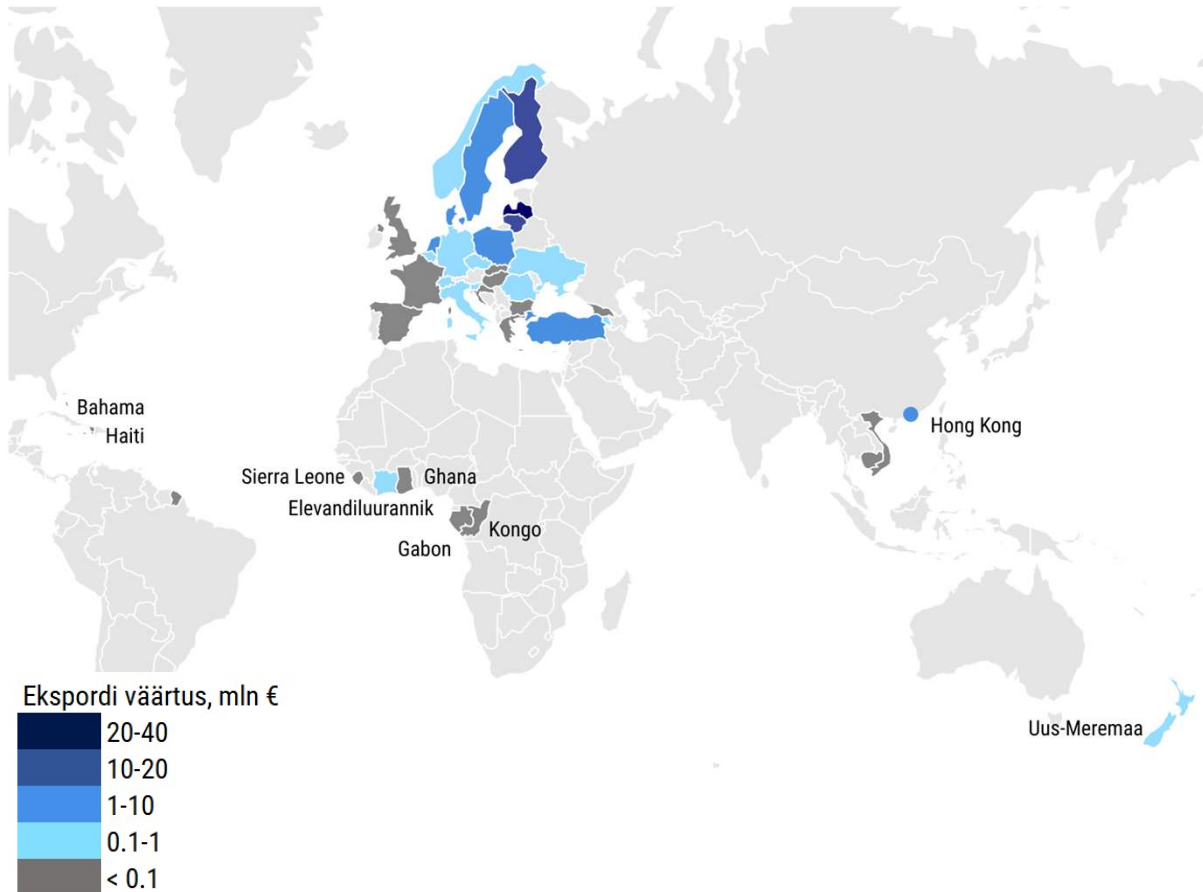 Bahama
Haiti
Hong Kong
Sierra Leone
Ghana
Elevandiluurannik
Kongo
Gabon
Ekspordi väärtus, mln €
20-40
10-20
1-10
0.1-1
< 0.1
Uus-Meremaa